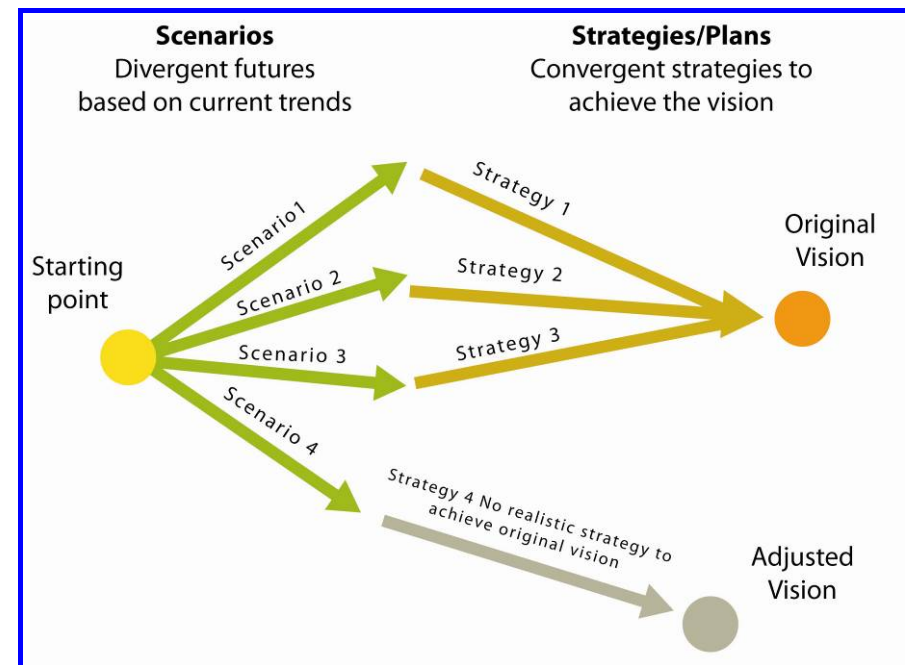 Scenarios
Divergent futures
based on current trends
Strategies/Plans
Convergent strategies to
achieve the vision
Starting
point
Scenario1
Scenario 2
Scenario 3
Scenario 4
Strategy 1
Strategy 2
Strategy 3
Strategy 4 No realistic strategy to
achieve original vision
Original
Vision
Adjusted
Vision